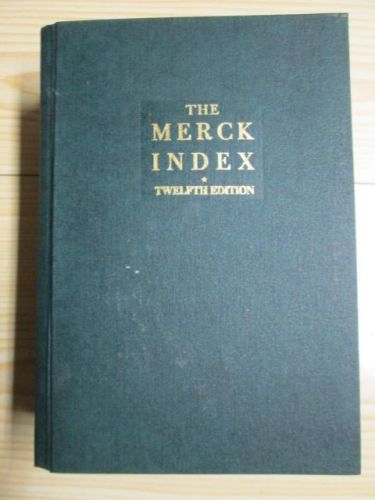 THE
MERCK
INDEX
★
TWELFTH EDITION